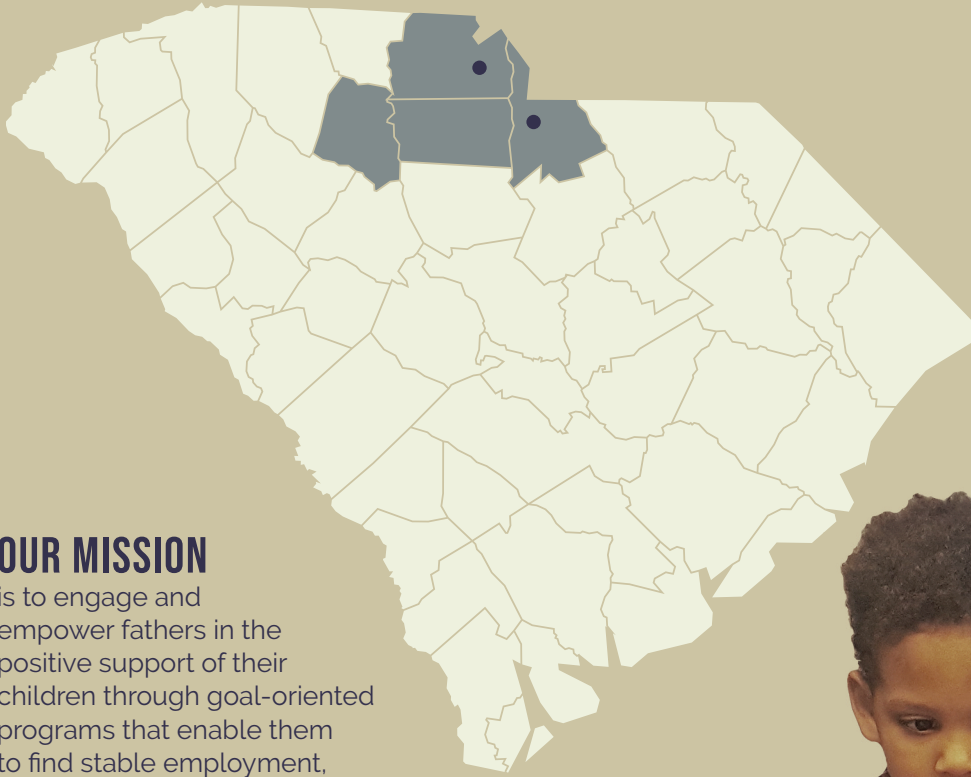 OUR MISSION
is to engage and
empower fathers in the
positive support of their
children through goal-oriented
programs that enable them
to find stable employment,